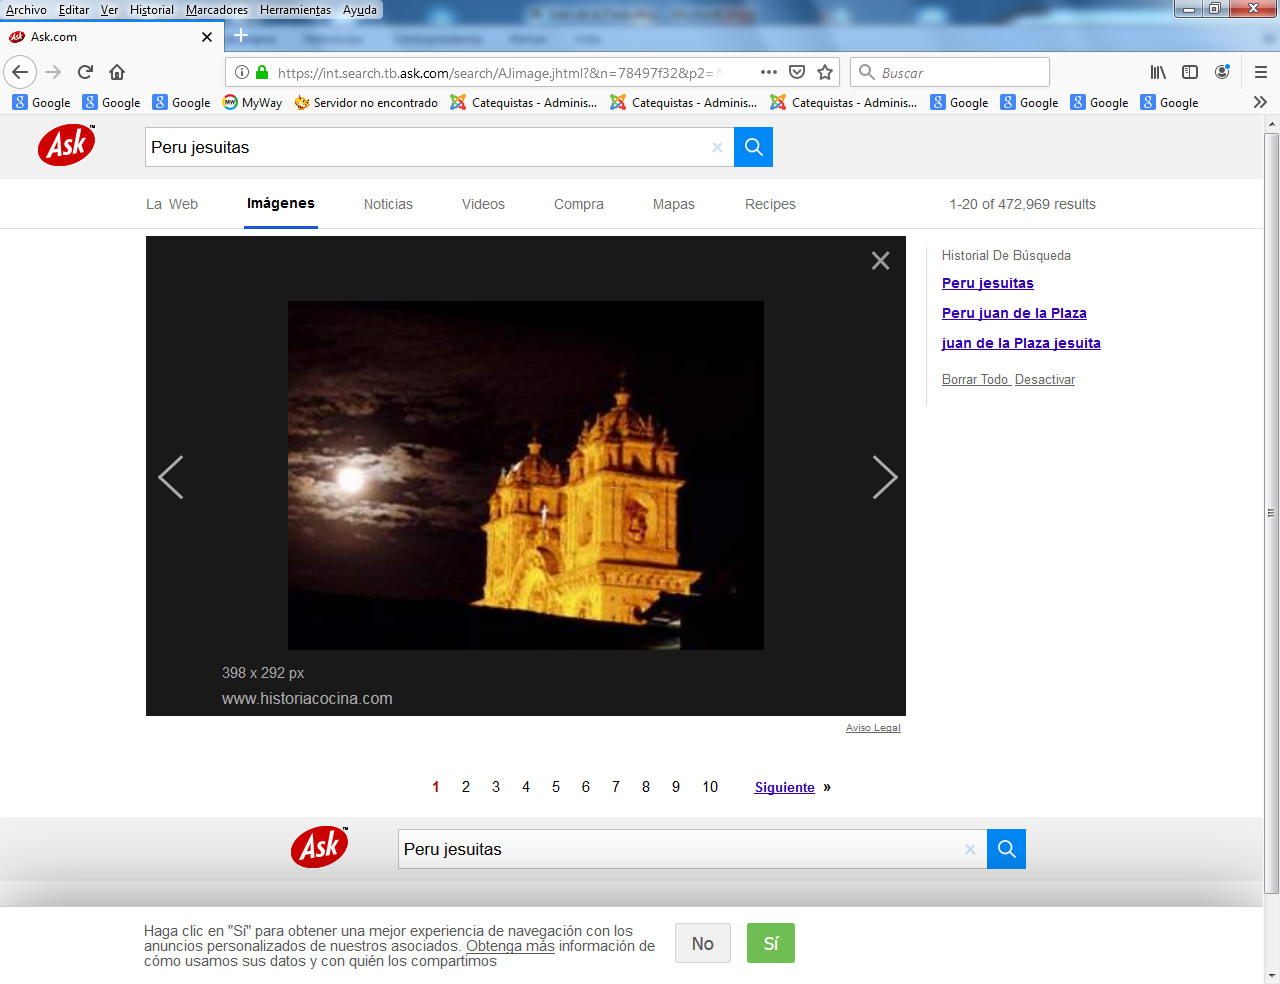 Archivo Editar Ver Historial Marcadores Herramientas Ayuda
Ask Ask.com
https://int.search.tb.ask.com/search/AJimage.jhtml?&n=78497f32&p2=^
Buscar
Google Google Google MyWay Servidor no encontrado Catequistas - Adminis... Catequistas - Adminis... Catequistas - Adminis... Google Google Google Google
Ask™ Peru jesuitas
La Web Imágenes Noticias Videos Compra Mapas Recipes 1-20 of 472,969 results
Historial De Búsqueda
Peru jesuitas
Peru juan de la Plaza
juan de la Plaza jesuita
Borrar Todo Desactivar
398 x 292 px
www.historiacocina.com
Aviso Legal
1 2 3 4 5 6 7 8 9 10 Siguiente »
Ask™ Peru jesuitas
Haga clic en "Sí" para obtener una mejor experiencia de navegación con los
anuncios personalizados de nuestros asociados. Obtenga más información de
cómo usamos sus datos y con quién los compartimos
No Sí